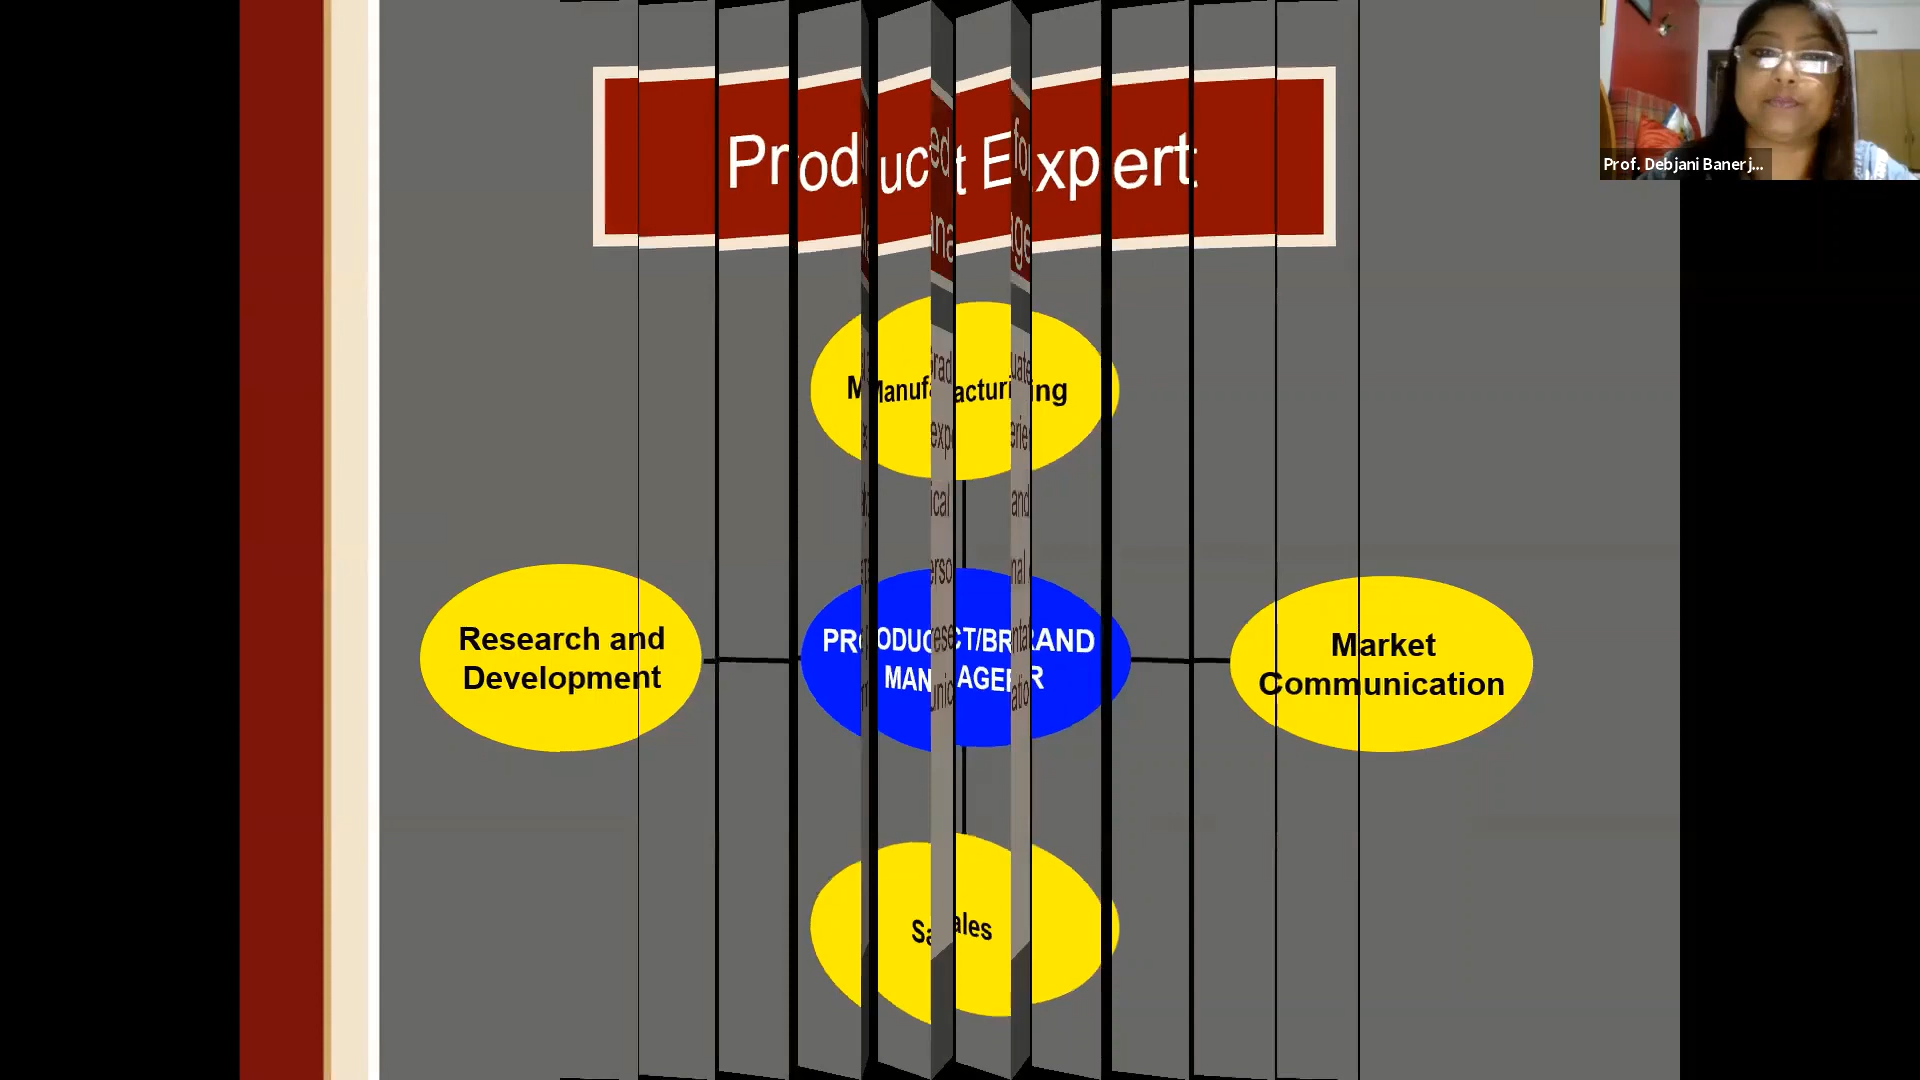 Product Expert
Prof. Debjani Banerj...
Manufacturing
Research and
Development
PRODUCT/BRAND
MANAGER
Market
Communication
Sales